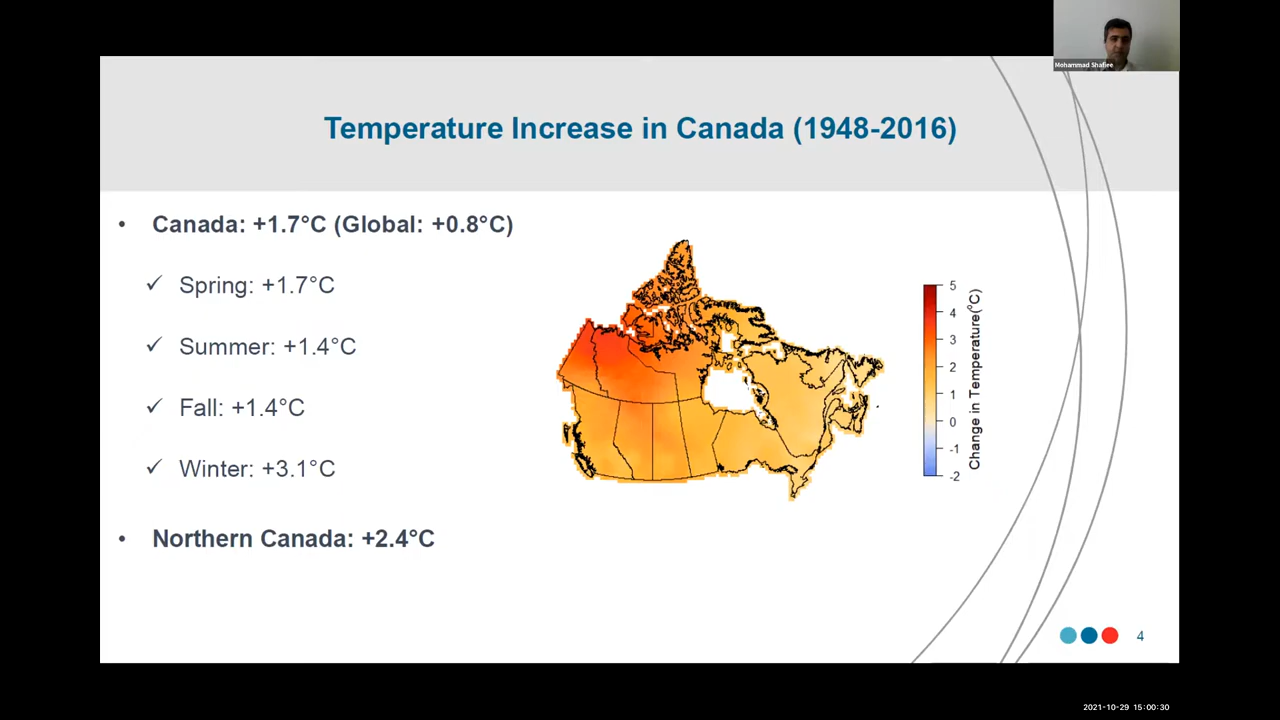 Mohammad Shafiee
Temperature Increase in Canada (1948-2016)
• Canada: +1.7°C (Global: +0.8°C)
✓ Spring: +1.7°C
✓ Summer: +1.4°C
✓ Fall: +1.4°C
✓ Winter: +3.1°C
• Northern Canada: +2.4°C
5
4
3
2
1
0
-1
-2
Change in Temperature(°C)
4
2021-10-29 15:00:30